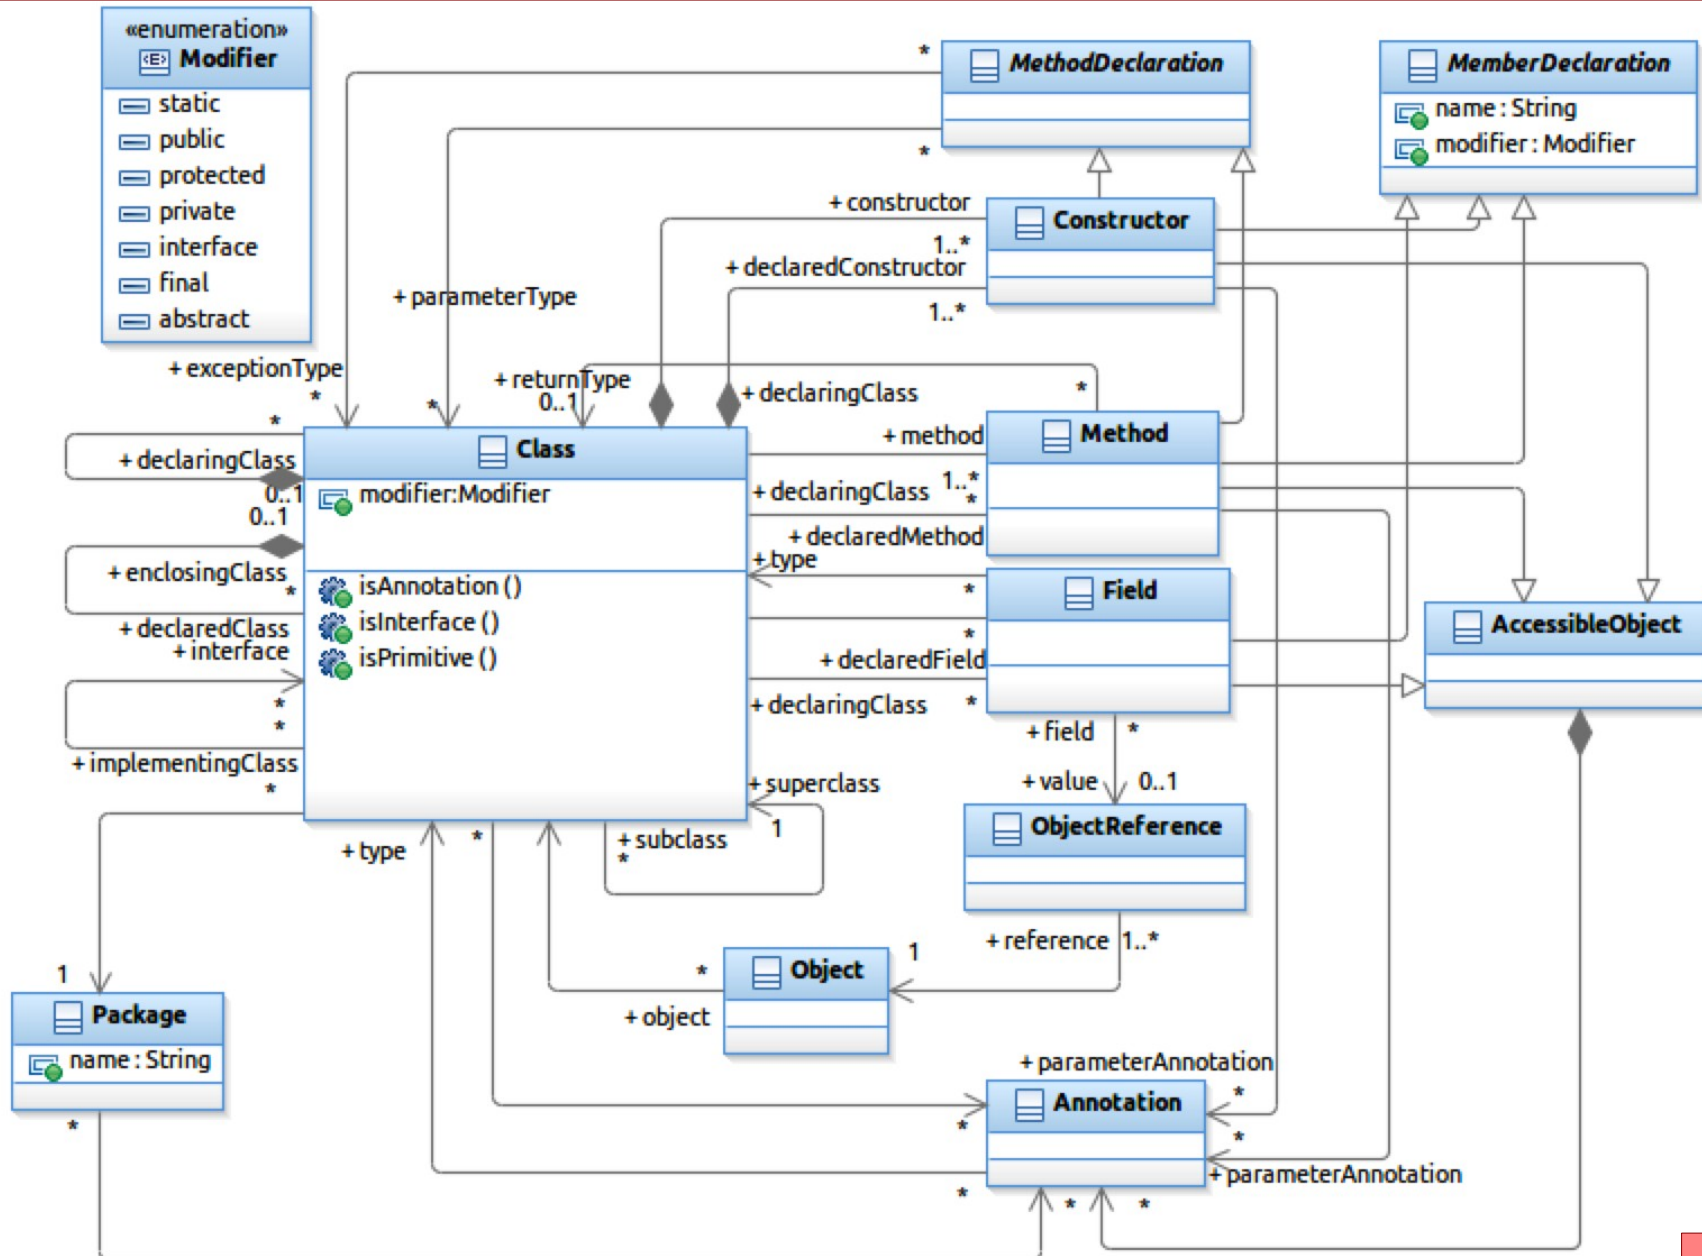 «enumeration»
Modifier
static
public
protected
private
interface
final
abstract
*
MethodDeclaration
*
MemberDeclaration
name : String
modifier : Modifier
+ constructor
1..*
Constructor
+ declaredConstructor
1..*
+ parameterType
+ exceptionType
*
*
+ returnType
0..1
*
+ declaringClass
*
+ declaringClass
0..1
0..1
+ enclosingClass
*
+ declaredClass
+ interface
*
*
+ implementingClass
*
Class
modifier:Modifier
isAnnotation ()
isInterface ()
isPrimitive ()
+ method
1..*
+ declaringClass
*
+ declaredMethod
Method
+ type
*
*
+ declaredField
+ declaringClass
*
Field
AccessibleObject
+ field
*
+ value
0..1
+ superclass
1
+ subclass
*
+ type
*
ObjectReference
+ reference
1..*
1
Object
*
+ object
1
Package
name : String
*
+ parameterAnnotation
*
Annotation
*
*
+ parameterAnnotation
*
*
*